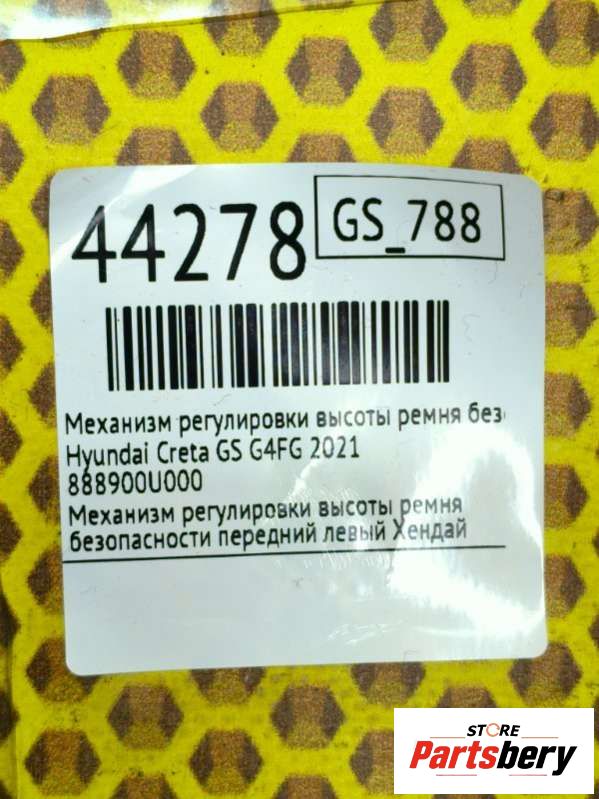 44278
GS_788
Механизм регулировки высоты ремня без
Hyundai Creta GS G4FG 2021
888900U000
Механизм регулировки высоты ремня
безопасности передний левый Хендай
STORE
Partsbery